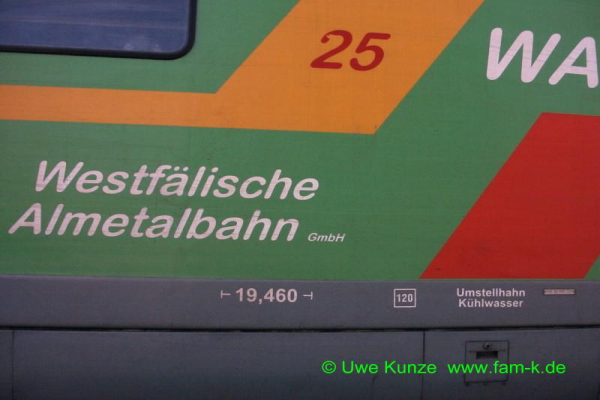 25
WA
Westfälische
Almetalbahn GmbH
⊢ 19,460 ⊣
120
Umstellhahn
Kühlwasser
© Uwe Kunze www.fam-k.de